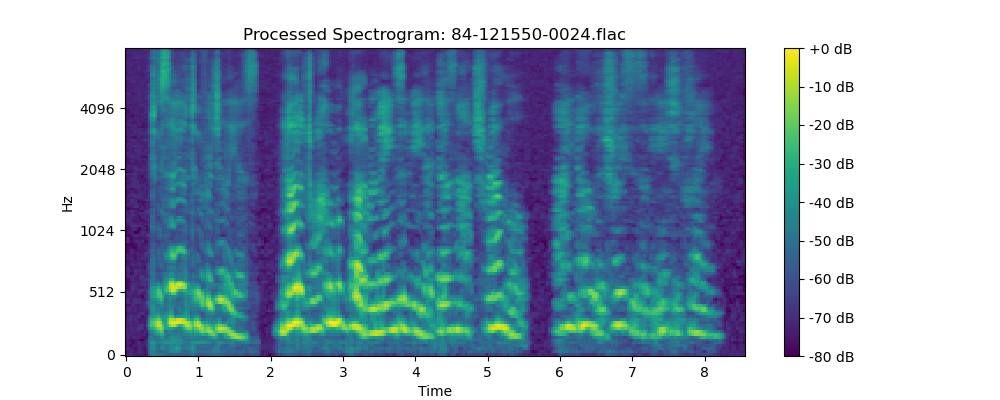 Processed Spectrogram: 84-121550-0024.flac
Hz
4096
2048
1024
512
0
0 1 2 3 4 5 6 7 8
Time
+0 dB
-10 dB
-20 dB
-30 dB
-40 dB
-50 dB
-60 dB
-70 dB
-80 dB